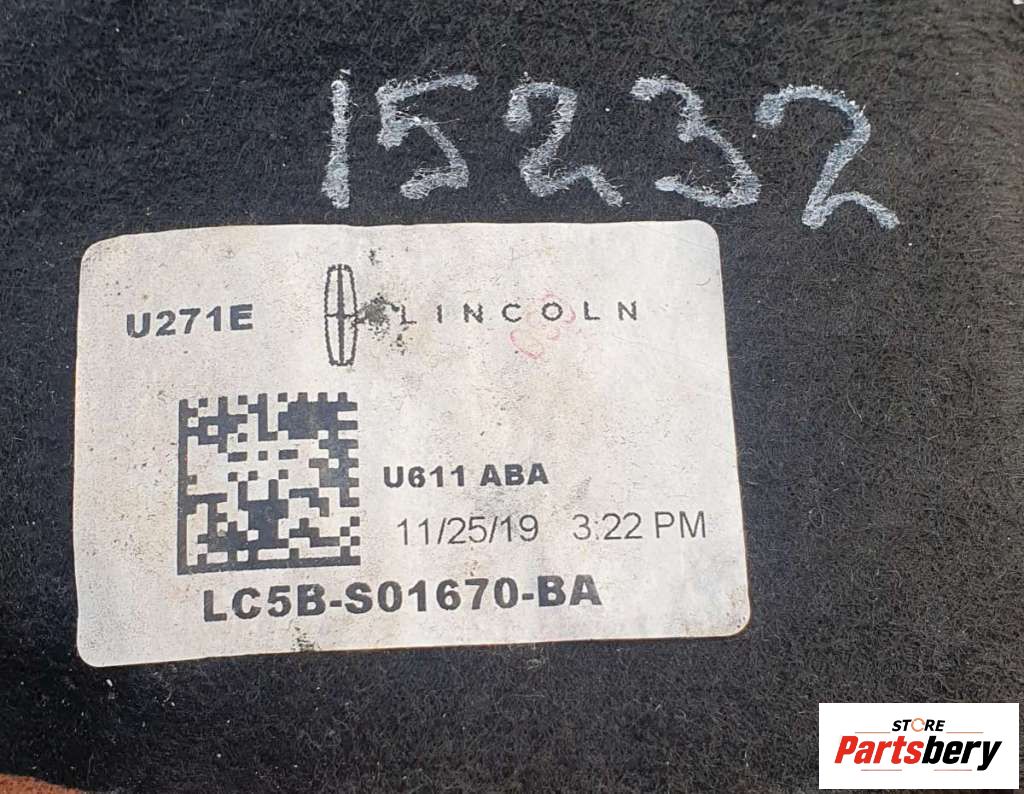 15232
U271E
LINCOLN
U611 ABA
11/25/19 3:22 PM
LC5B-S01670-BA
STORE
Partsbery